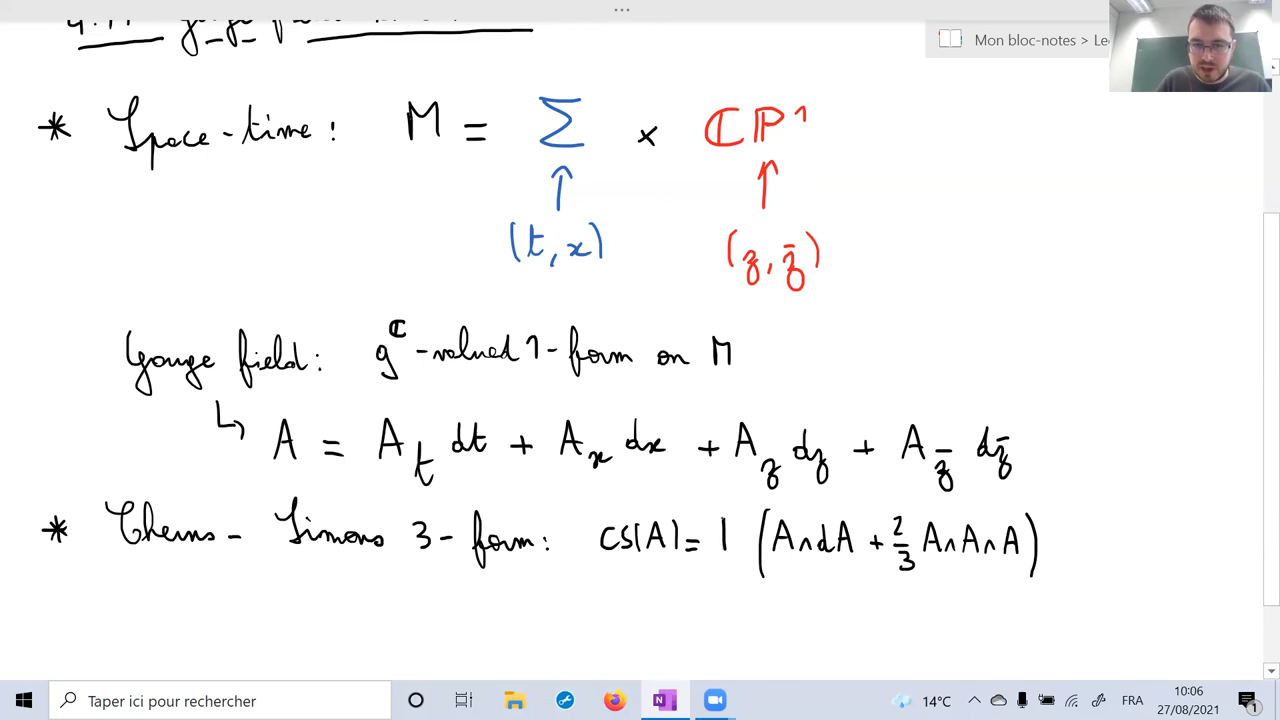 Mon bloc-notes > Le
* Space-time: M = Σ × ℂℙ¹
↑ ↑
(t, x) (z, z̄)
Gauge field: g^ℂ-valued 1-form on M
↳ A = A_t dt + A_x dx + A_z dz + A_z̄ dz̄
* Cherns-Simons 3-form: CS(A) = 1 (A∧dA + 2/3 A∧A∧A)
Taper ici pour rechercher
14°C
FRA
10:06
27/08/2021
1